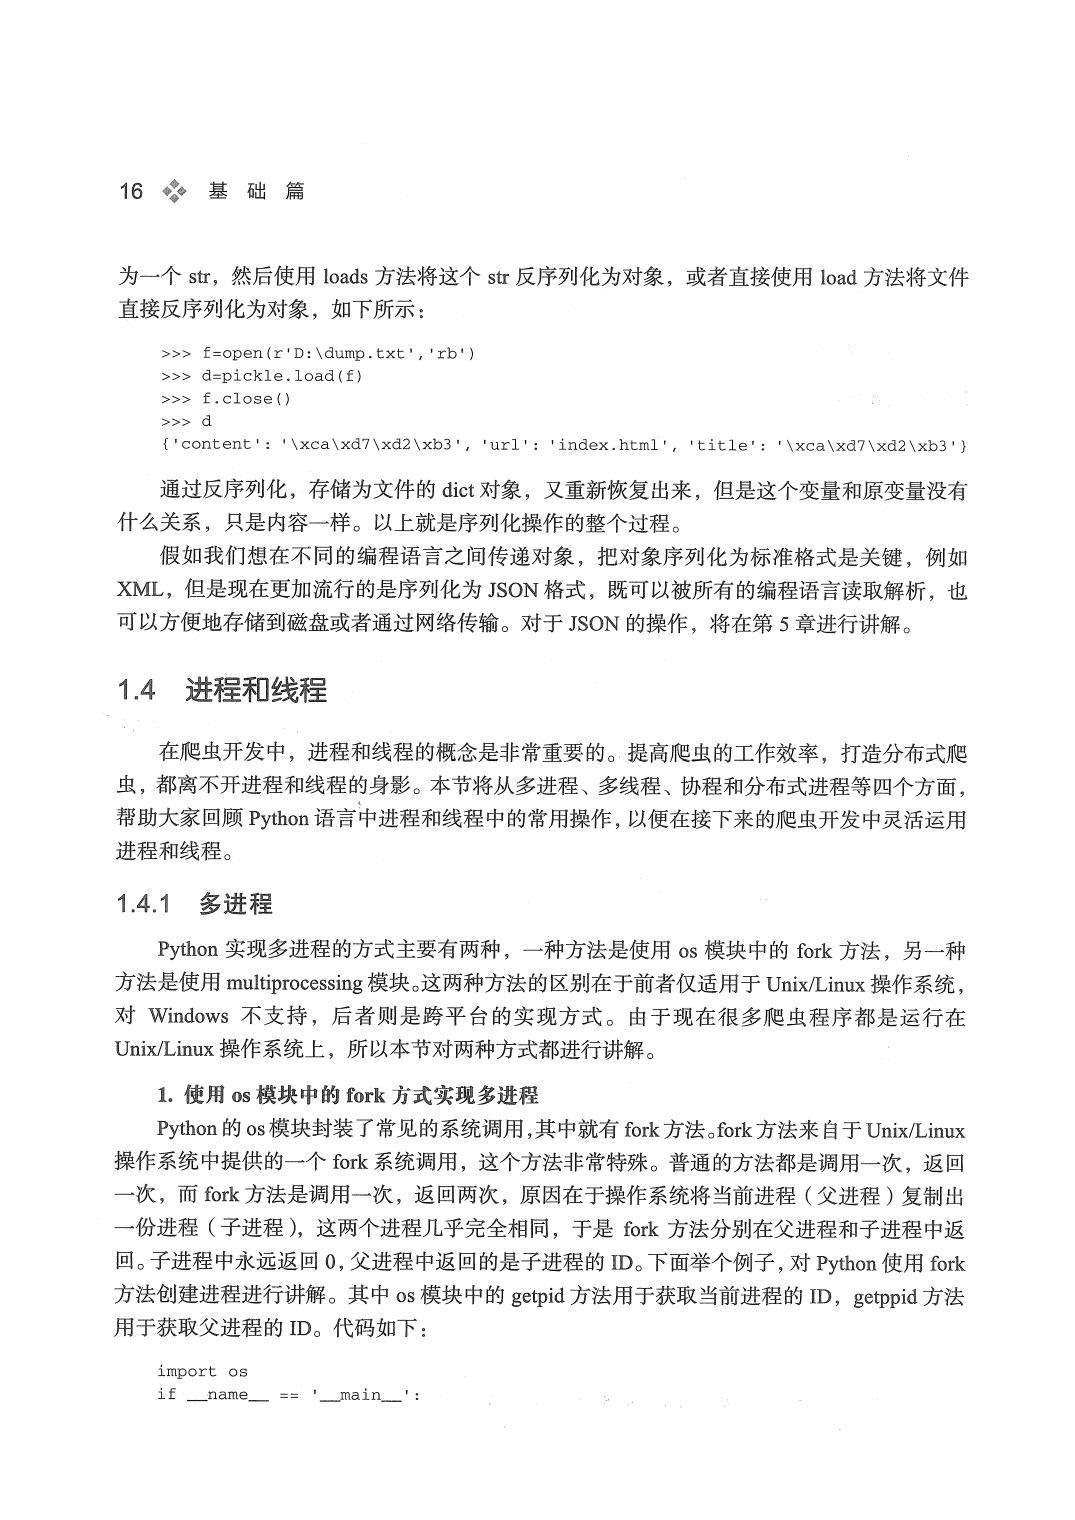 16 基 础 篇
为一个 str，然后使用 loads 方法将这个 str 反序列化为对象，或者直接使用 load 方法将文件
直接反序列化为对象，如下所示：
>>> f=open(r'D:\dump.txt','rb')
>>> d=pickle.load(f)
>>> f.close()
>>> d
{'content': '\xca\xd7\xd2\xb3', 'url': 'index.html', 'title': '\xca\xd7\xd2\xb3'}
通过反序列化，存储为文件的 dict 对象，又重新恢复出来，但是这个变量和原变量没有
什么关系，只是内容一样。以上就是序列化操作的整个过程。
假如我们想在不同的编程语言之间传递对象，把对象序列化为标准格式是关键，例如
XML，但是现在更加流行的是序列化为 JSON 格式，既可以被所有的编程语言读取解析，也
可以方便地存储到磁盘或者通过网络传输。对于 JSON 的操作，将在第 5 章进行讲解。
1.4 进程和线程
在爬虫开发中，进程和线程的概念是非常重要的。提高爬虫的工作效率，打造分布式爬
虫，都离不开进程和线程的身影。本节将从多进程、多线程、协程和分布式进程等四个方面，
帮助大家回顾 Python 语言中进程和线程中的常用操作，以便在接下来的爬虫开发中灵活运用
进程和线程。
1.4.1 多进程
Python 实现多进程的方式主要有两种，一种方法是使用 os 模块中的 fork 方法，另一种
方法是使用 multiprocessing 模块。这两种方法的区别在于前者仅适用于 Unix/Linux 操作系统，
对 Windows 不支持，后者则是跨平台的实现方式。由于现在很多爬虫程序都是运行在
Unix/Linux 操作系统上，所以本节对两种方式都进行讲解。
1. 使用 os 模块中的 fork 方式实现多进程
Python 的 os 模块封装了常见的系统调用，其中就有 fork 方法。fork 方法来自于 Unix/Linux
操作系统中提供的一个 fork 系统调用，这个方法非常特殊。普通的方法都是调用一次，返回
一次，而 fork 方法是调用一次，返回两次，原因在于操作系统将当前进程（父进程）复制出
一份进程（子进程），这两个进程几乎完全相同，于是 fork 方法分别在父进程和子进程中返
回。子进程中永远返回 0，父进程中返回的是子进程的 ID。下面举个例子，对 Python 使用 fork
方法创建进程进行讲解。其中 os 模块中的 getpid 方法用于获取当前进程的 ID，getppid 方法
用于获取父进程的 ID。代码如下：
import os
if __name__ == '__main__':